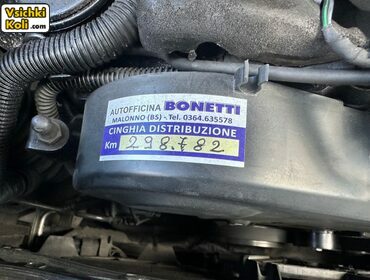 Vsichki
Koli.com
AUTOFFICINA BONETTI
MALONNO (BS) - Tel. 0364.635578
CINGHIA DISTRIBUZIONE
Km 298.782